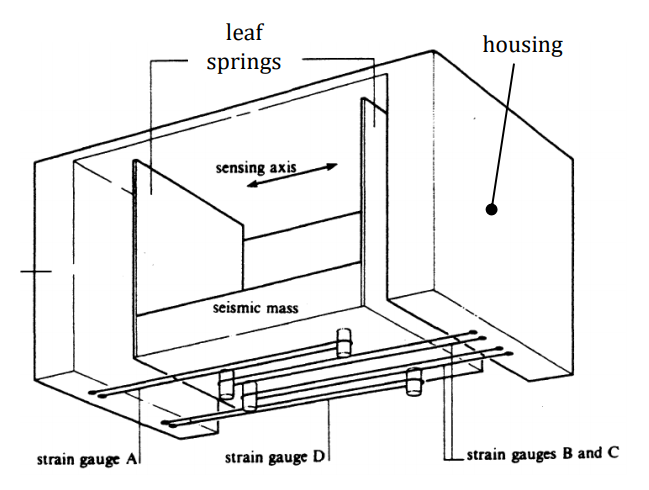 leaf
springs
housing
sensing axis
seismic mass
strain gauge A
strain gauge D
strain gauges B and C